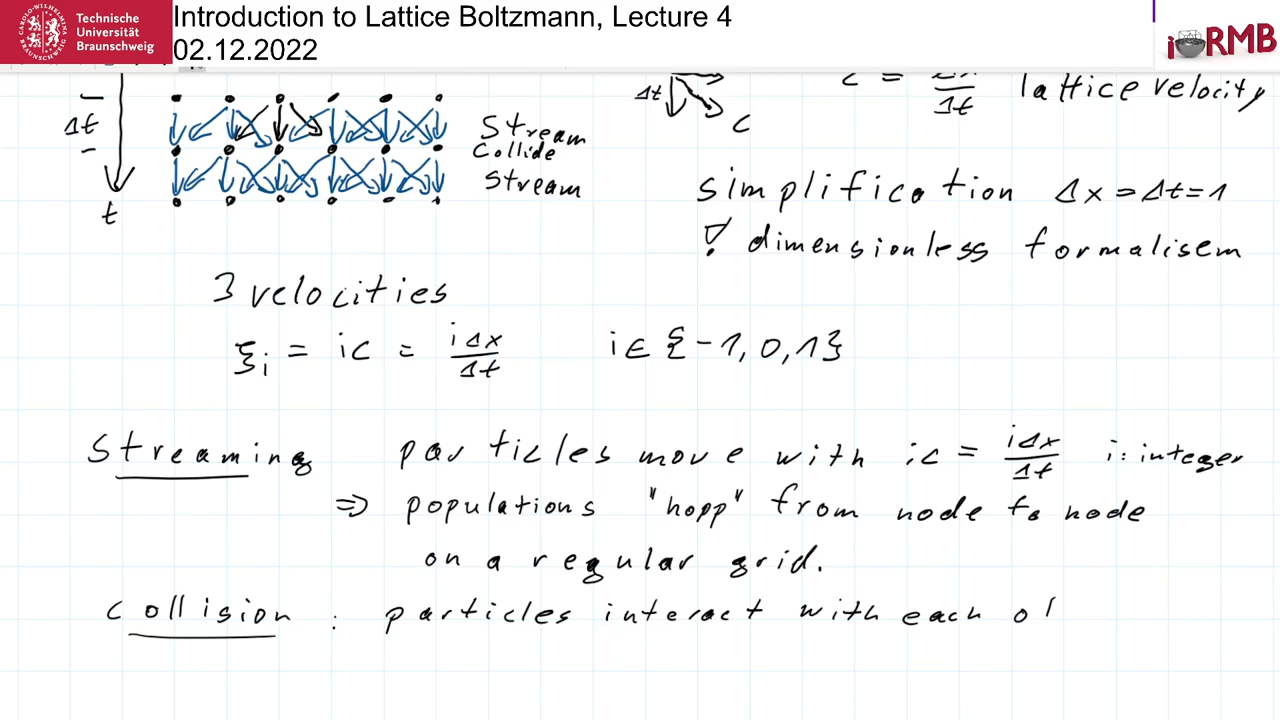 Technische
Universität
Braunschweig
Introduction to Lattice Boltzmann, Lecture 4
02.12.2022
iRMB
Δt
t
Stream
Collide
Stream
Δt
c
c = Δx/Δt lattice velocity
simplification Δx = Δt = 1
! dimensionless formalisem
3 velocities
ξi = ic = iΔx/Δt i ∈ {-1, 0, 1}
Streaming particles move with ic = iΔx/Δt i: integer
⇒ populations "hopp" from node to node
on a regular grid.
Collision : particles interact with each